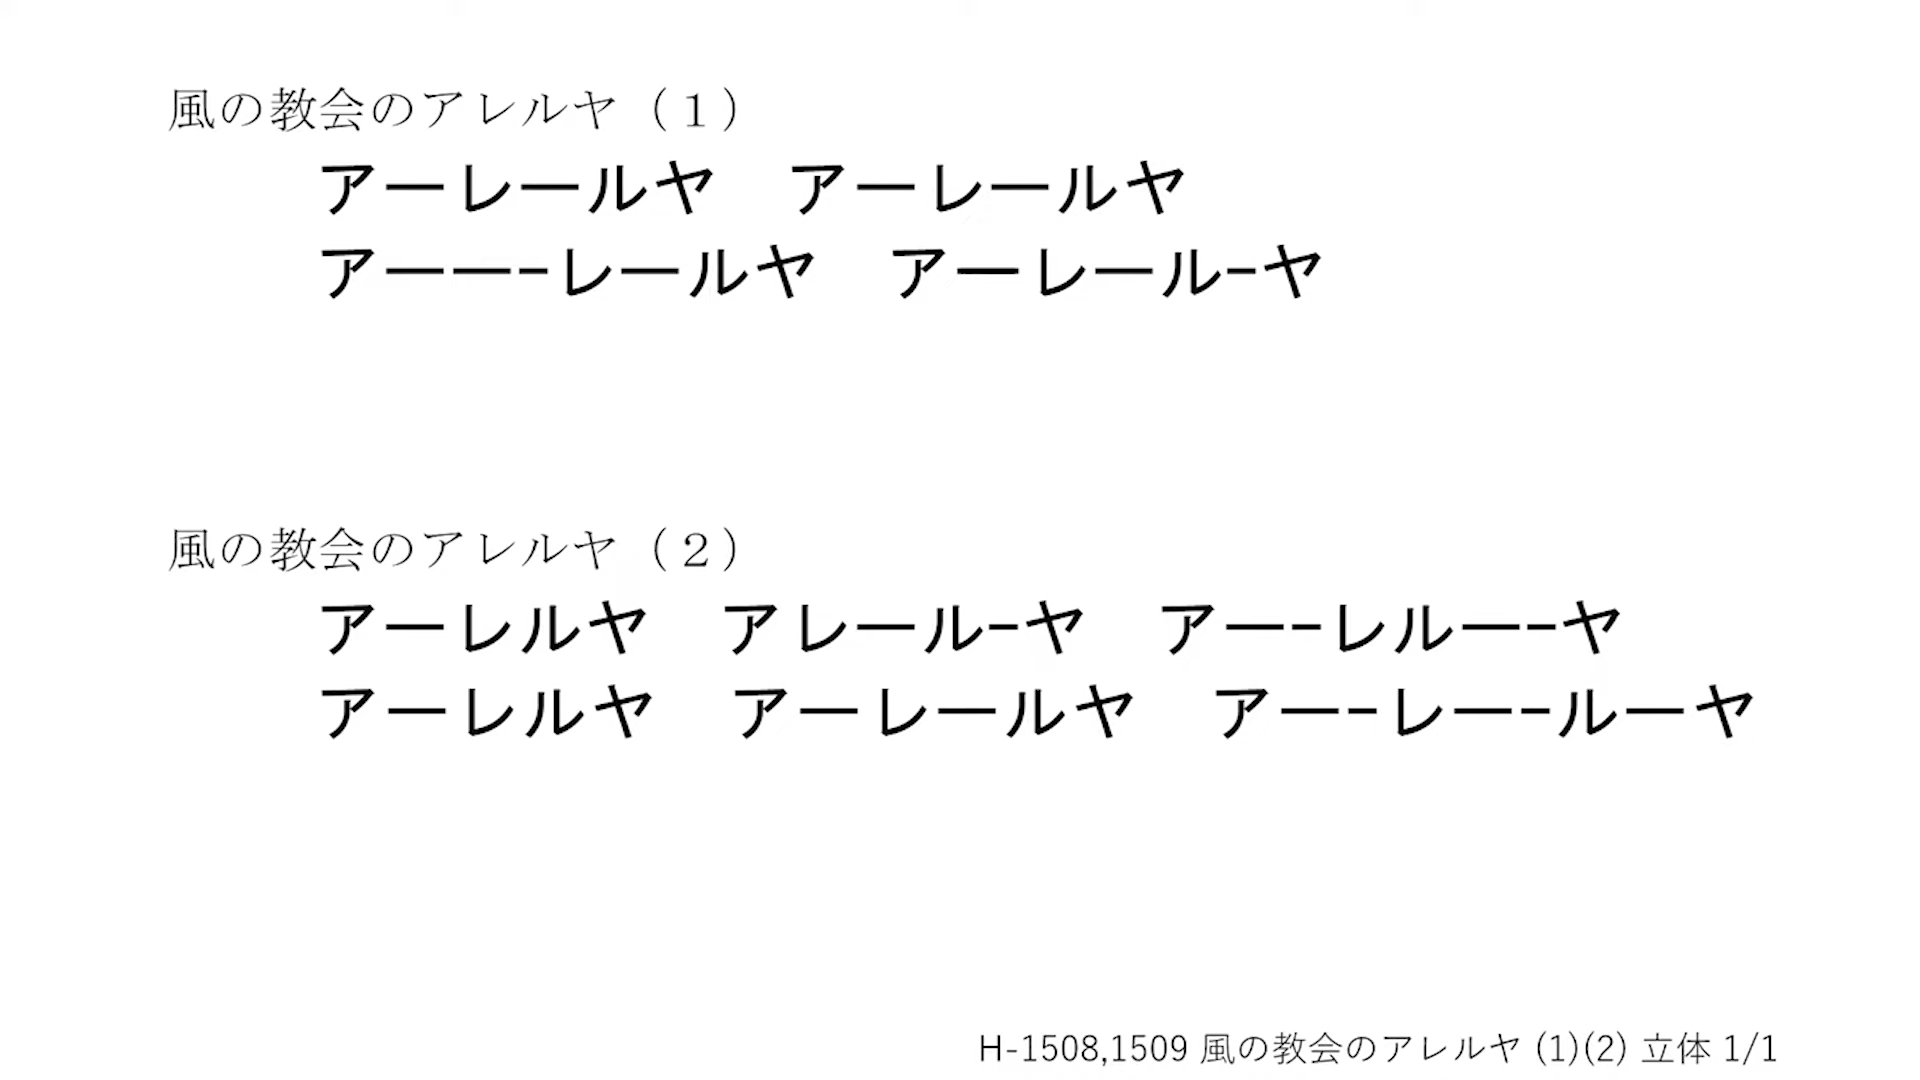 風の教会のアレルヤ（１）
アーレールヤ　アーレールヤ
アーー-レールヤ　アーレール-ヤ
風の教会のアレルヤ（２）
アーレルヤ　アレール-ヤ　アー-レルー-ヤ
アーレルヤ　アーレールヤ　アー-レー-ルーヤ
H-1508,1509 風の教会のアレルヤ (1)(2) 立体 1/1